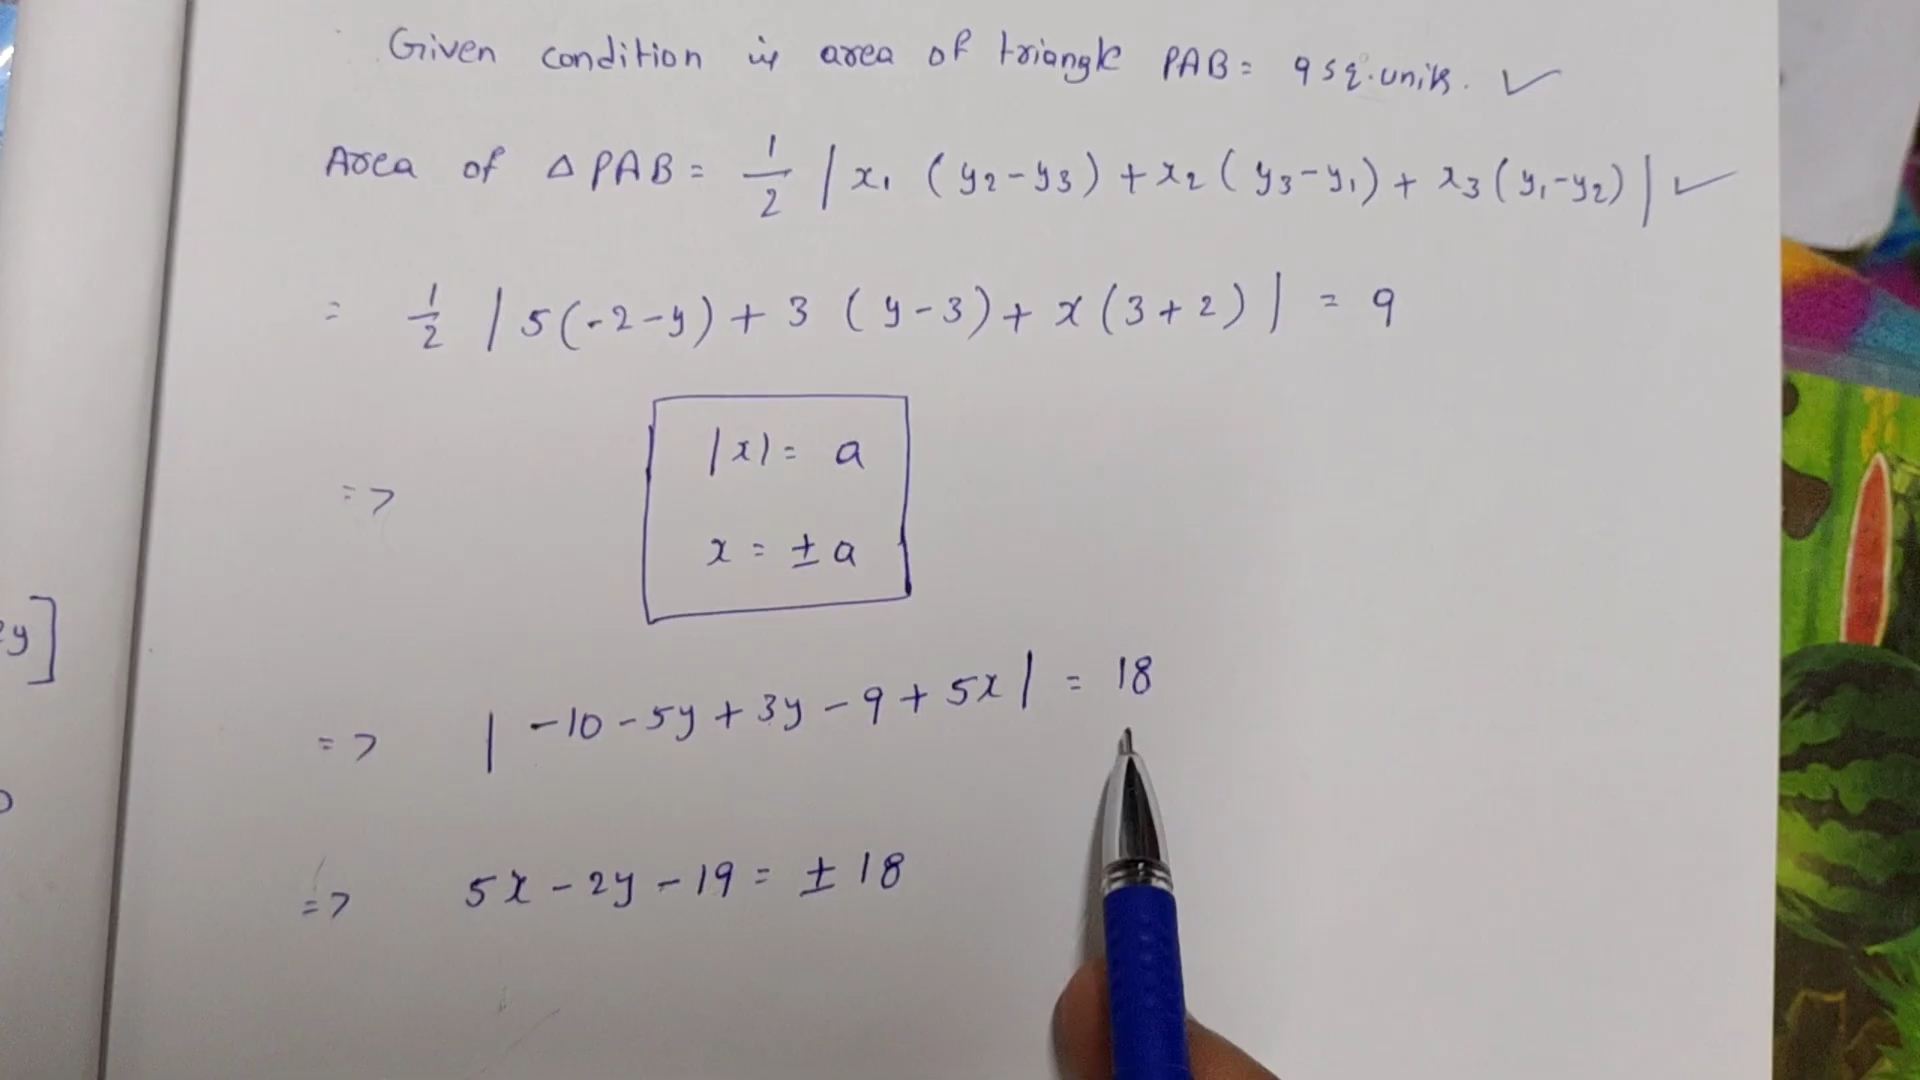 Given condition is area of triangle PAB = 9 sq.units. ✓
Area of △PAB = 1/2 |x₁ (y₂-y₃) + x₂ (y₃-y₁) + x₃ (y₁-y₂)| ✓
= 1/2 |5(-2-y) + 3 (y-3) + x(3+2)| = 9
|x| = a
=>
x = ± a
y]
=> |-10-5y+3y-9+5x| = 18
=> 5x-2y-19 = ± 18